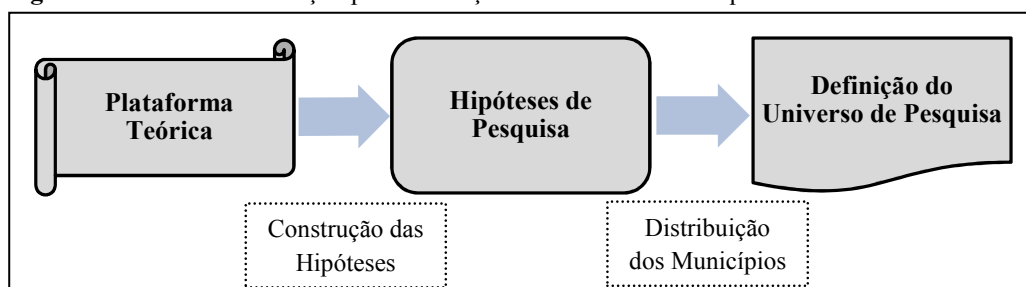 Plataforma
Teórica
Hipóteses de
Pesquisa
Definição do
Universo de Pesquisa
Construção das
Hipóteses
Distribuição
dos Municípios